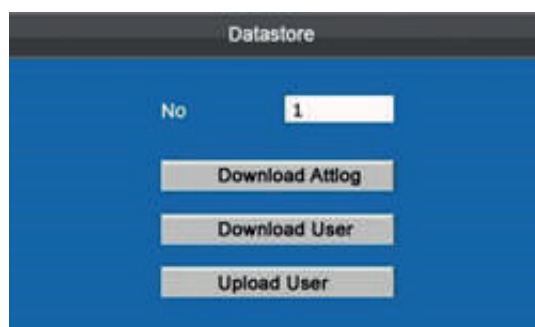 Datastore
No 1
Download Attlog
Download User
Upload User